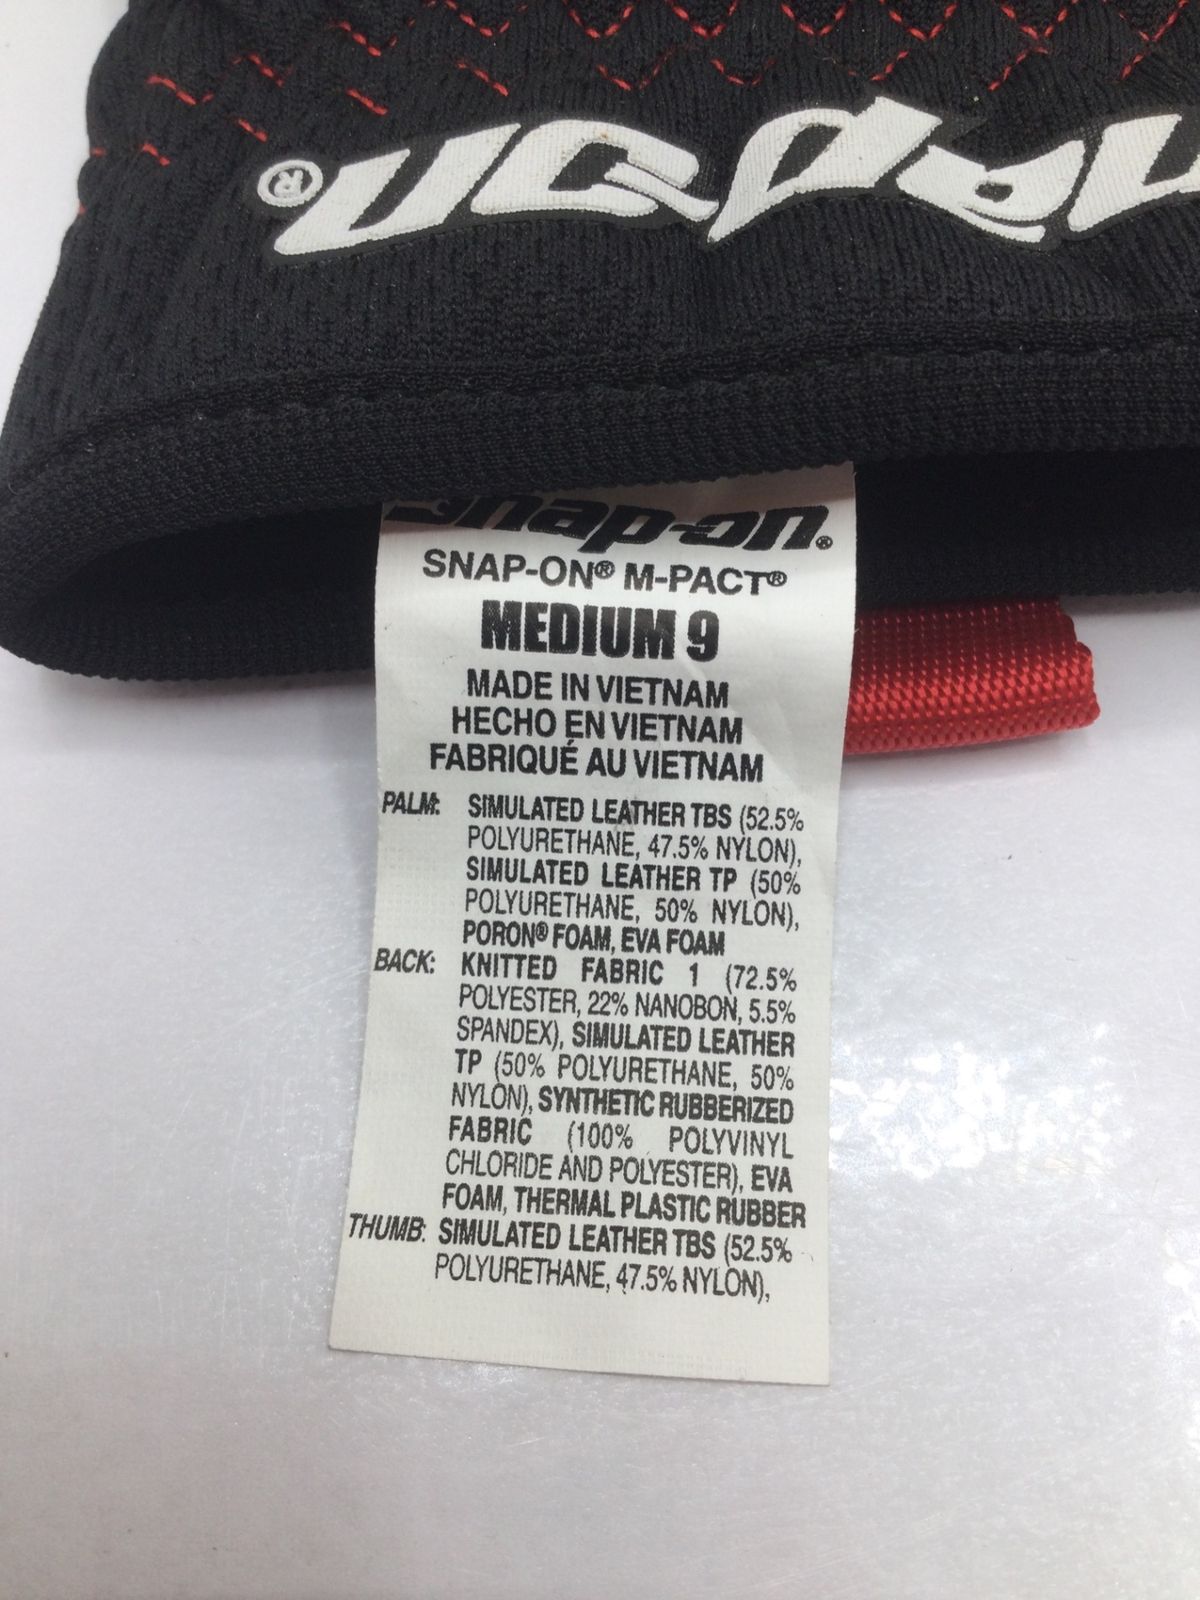 Snap-on®
Snap-on®
SNAP-ON® M-PACT®
MEDIUM 9
MADE IN VIETNAM
HECHO EN VIETNAM
FABRIQUÉ AU VIETNAM
PALM: SIMULATED LEATHER TBS (52.5%
POLYURETHANE, 47.5% NYLON),
SIMULATED LEATHER TP (50%
POLYURETHANE, 50% NYLON),
PORON® FOAM, EVA FOAM
BACK: KNITTED FABRIC 1 (72.5%
POLYESTER, 22% NANOBON, 5.5%
SPANDEX), SIMULATED LEATHER
TP (50% POLYURETHANE, 50%
NYLON), SYNTHETIC RUBBERIZED
FABRIC (100% POLYVINYL
CHLORIDE AND POLYESTER), EVA
FOAM, THERMAL PLASTIC RUBBER
THUMB: SIMULATED LEATHER TBS (52.5%
POLYURETHANE, 47.5% NYLON),